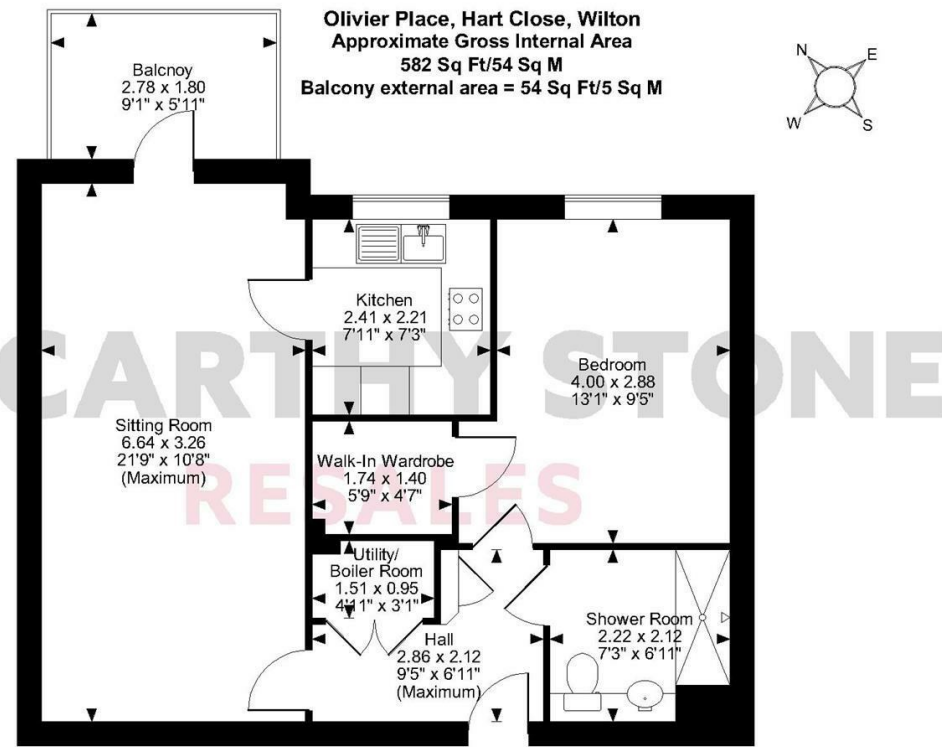 Olivier Place, Hart Close, Wilton
Approximate Gross Internal Area
582 Sq Ft/54 Sq M
Balcony external area = 54 Sq Ft/5 Sq M
N
E
W
S
Balcnoy
2.78 x 1.80
9'1" x 5'11"
Kitchen
2.41 x 2.21
7'11" x 7'3"
Bedroom
4.00 x 2.88
13'1" x 9'5"
CARTHY STONE
RESALES
Sitting Room
6.64 x 3.26
21'9" x 10'8"
(Maximum)
Walk-In Wardrobe
1.74 x 1.40
5'9" x 4'7"
Utility/
Boiler Room
1.51 x 0.95
4'11" x 3'1"
Hall
2.86 x 2.12
9'5" x 6'11"
(Maximum)
Shower Room
2.22 x 2.12
7'3" x 6'11"